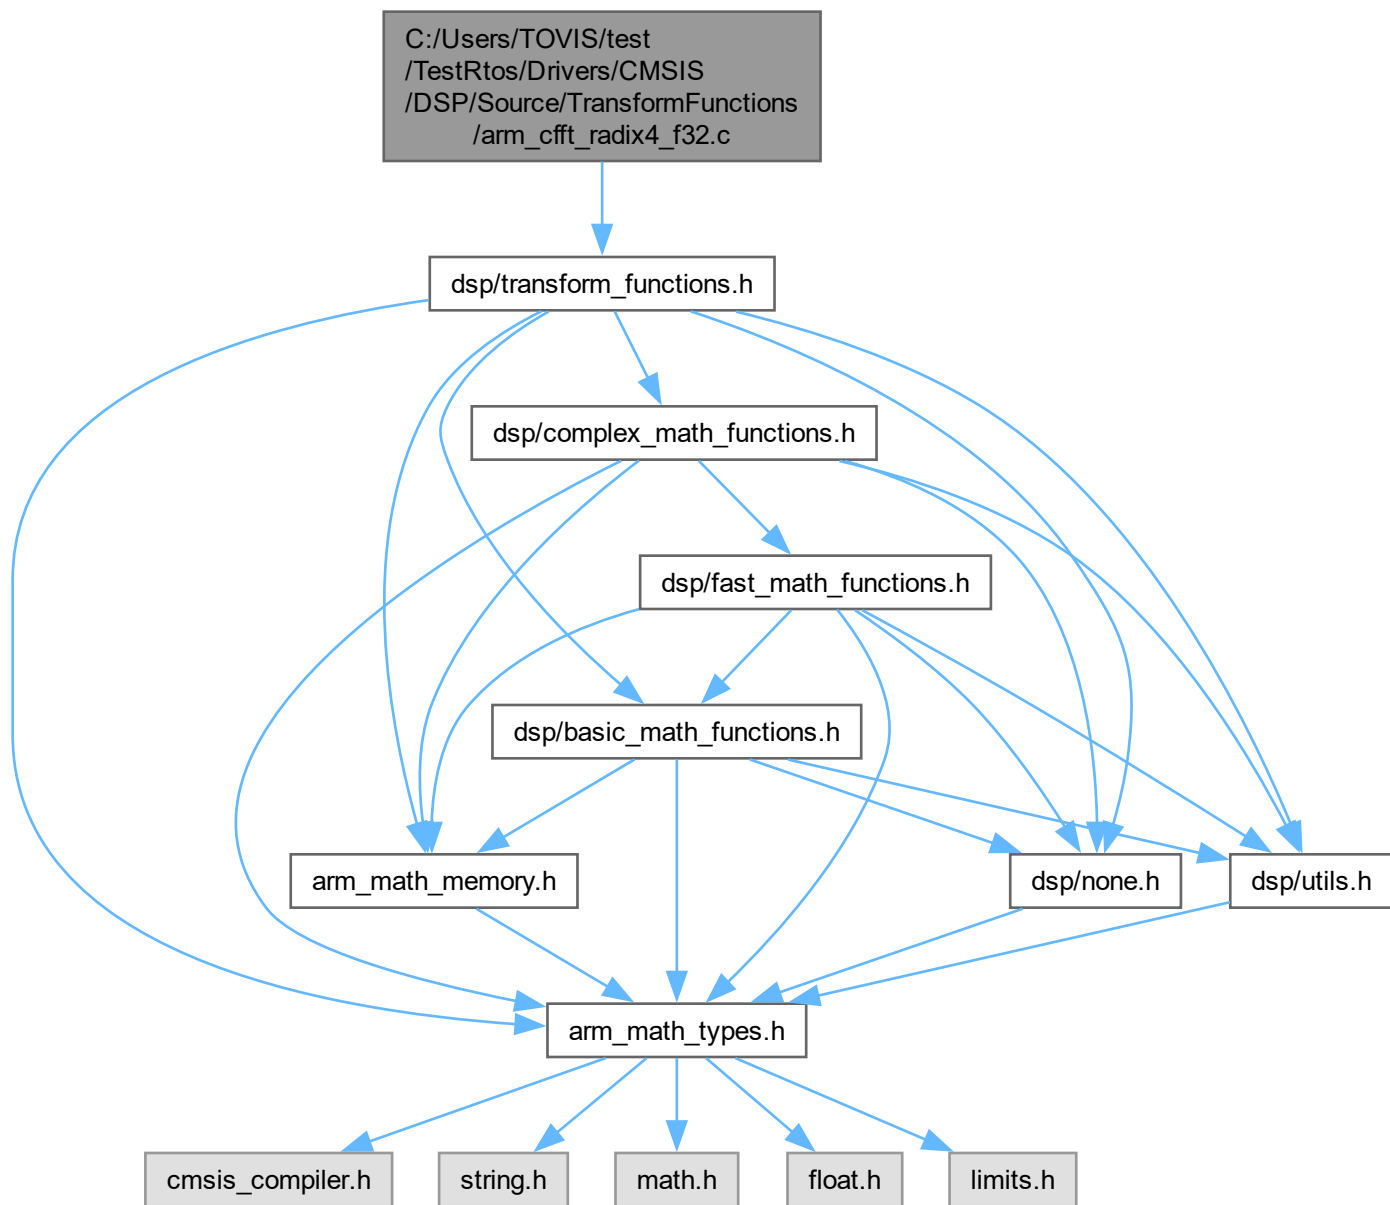 C:/Users/TOVIS/test
/TestRtos/Drivers/CMSIS
/DSP/Source/TransformFunctions
/arm_cfft_radix4_f32.c
dsp/transform_functions.h
dsp/complex_math_functions.h
dsp/fast_math_functions.h
dsp/basic_math_functions.h
arm_math_memory.h
dsp/none.h
dsp/utils.h
arm_math_types.h
cmsis_compiler.h
string.h
math.h
float.h
limits.h